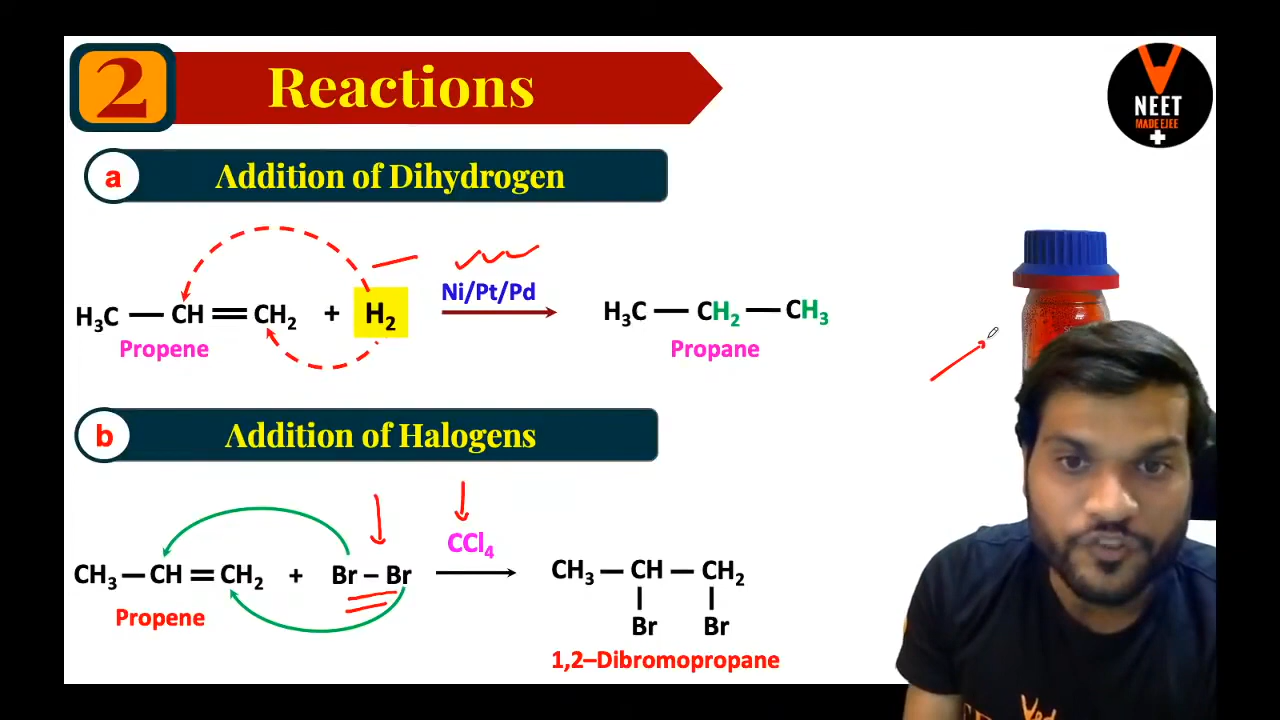 2
Reactions
NEET
MADE EJEE
a
Addition of Dihydrogen
H₃C — CH = CH₂ + H₂
Ni/Pt/Pd
H₃C — CH₂ — CH₃
Propene
Propane
b
Addition of Halogens
CH₃ — CH = CH₂ + Br – Br
CCl₄
CH₃ — CH — CH₂
Br Br
Propene
1,2–Dibromopropane